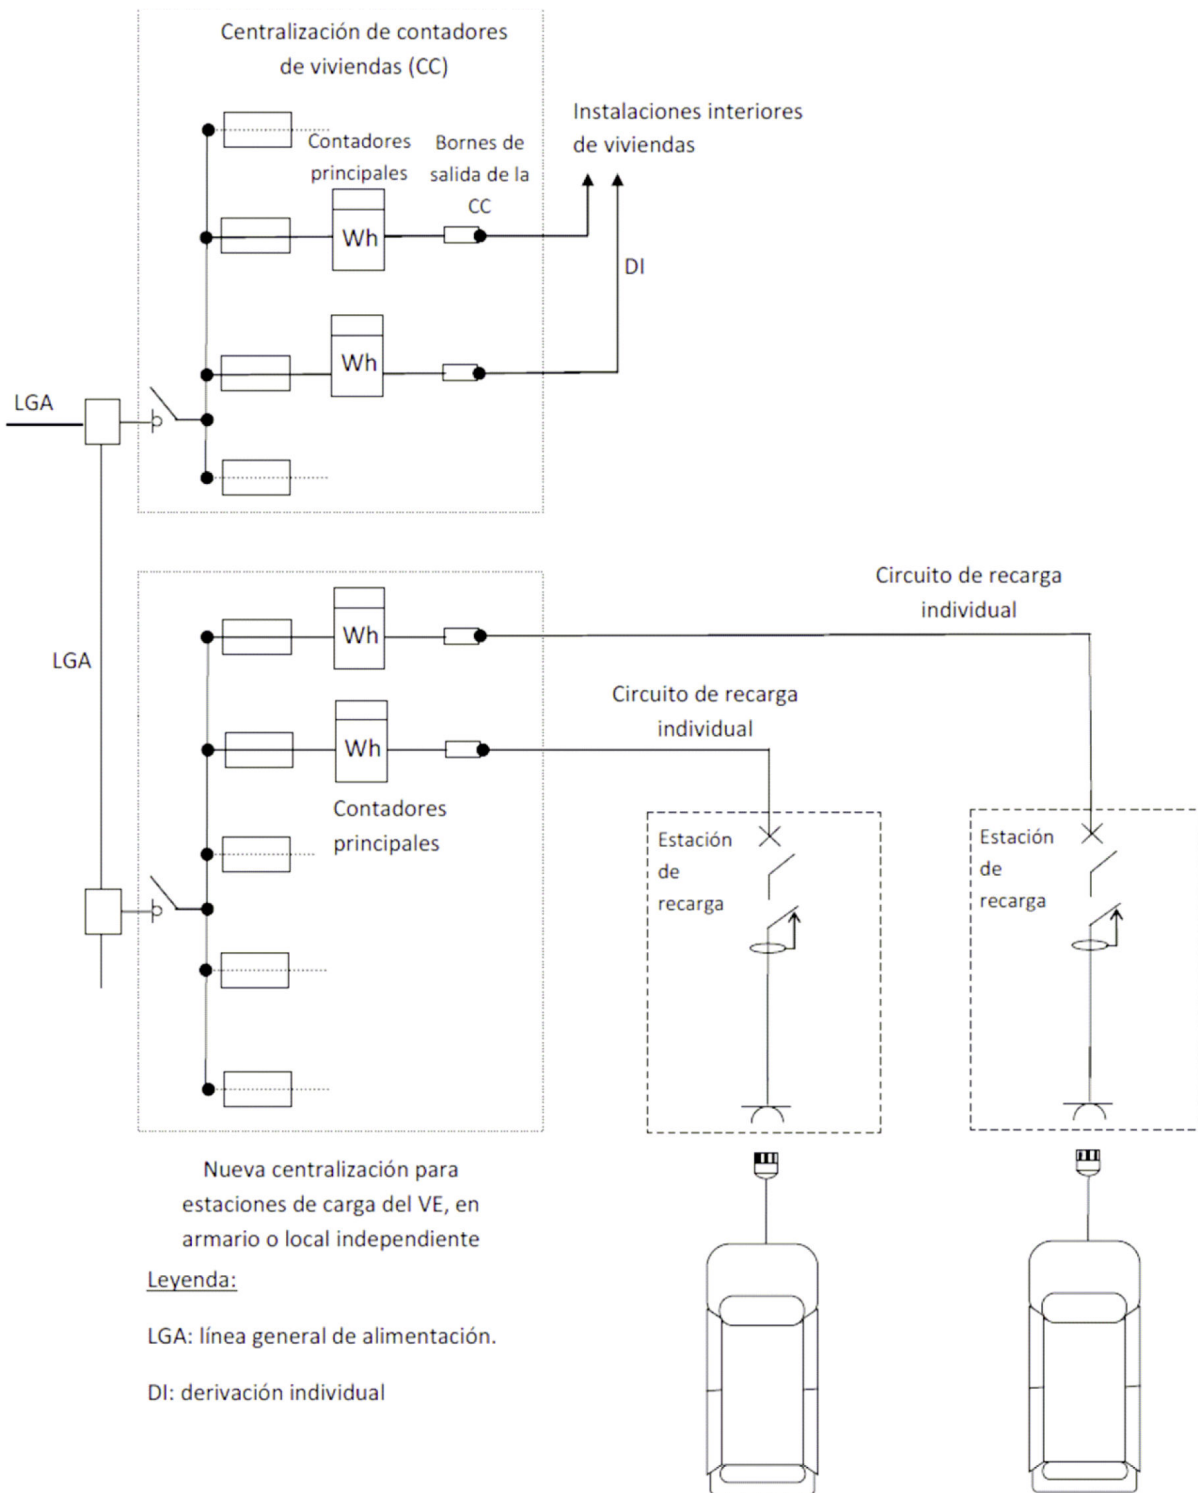 Centralización de contadores
de viviendas (CC)
Instalaciones interiores
de viviendas
Contadores
principales
Bornes de
salida de la
CC
Wh
DI
Wh
LGA
Circuito de recarga
individual
Wh
LGA
Circuito de recarga
individual
Wh
Contadores
principales
Estación
de
recarga
Estación
de
recarga
Nueva centralización para
estaciones de carga del VE, en
armario o local independiente
Leyenda:
LGA: línea general de alimentación.
DI: derivación individual